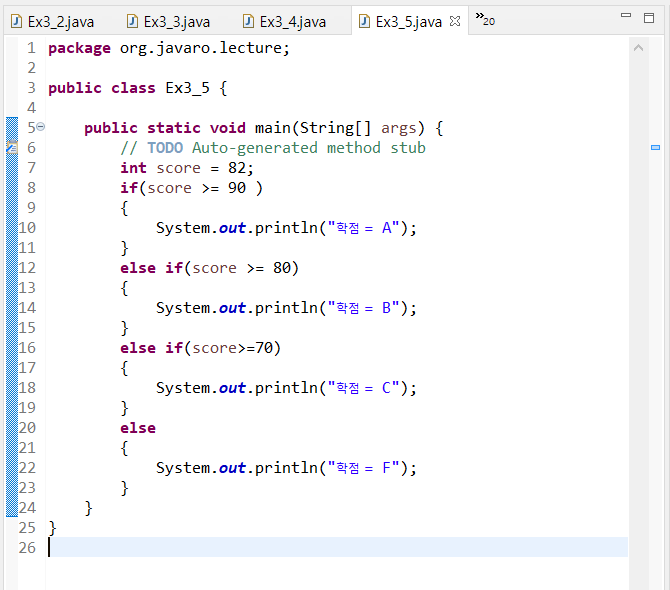 Ex3_2.java Ex3_3.java Ex3_4.java Ex3_5.java »20
1 package org.javaro.lecture;
2
3 public class Ex3_5 {
4
5     public static void main(String[] args) {
6         // TODO Auto-generated method stub
7         int score = 82;
8         if(score >= 90 )
9         {
10             System.out.println("학점 = A");
11         }
12         else if(score >= 80)
13         {
14             System.out.println("학점 = B");
15         }
16         else if(score>=70)
17         {
18             System.out.println("학점 = C");
19         }
20         else
21         {
22             System.out.println("학점 = F");
23         }
24     }
25 }
26